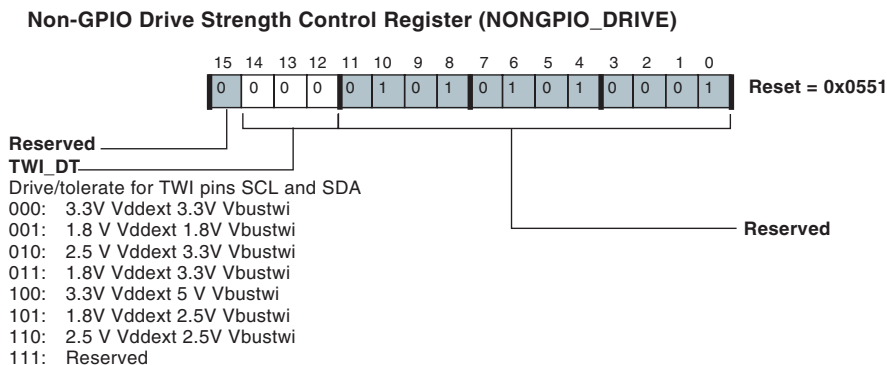 Non-GPIO Drive Strength Control Register (NONGPIO_DRIVE)
15 14 13 12 11 10 9 8 7 6 5 4 3 2 1 0
0 0 0 0 0 1 0 1 0 1 0 1 0 0 0 1 Reset = 0x0551
Reserved
TWI_DT
Drive/tolerate for TWI pins SCL and SDA
000: 3.3V Vddext 3.3V Vbustwi
001: 1.8 V Vddext 1.8V Vbustwi
Reserved
010: 2.5 V Vddext 3.3V Vbustwi
011: 1.8V Vddext 3.3V Vbustwi
100: 3.3V Vddext 5 V Vbustwi
101: 1.8V Vddext 2.5V Vbustwi
110: 2.5 V Vddext 2.5V Vbustwi
111: Reserved